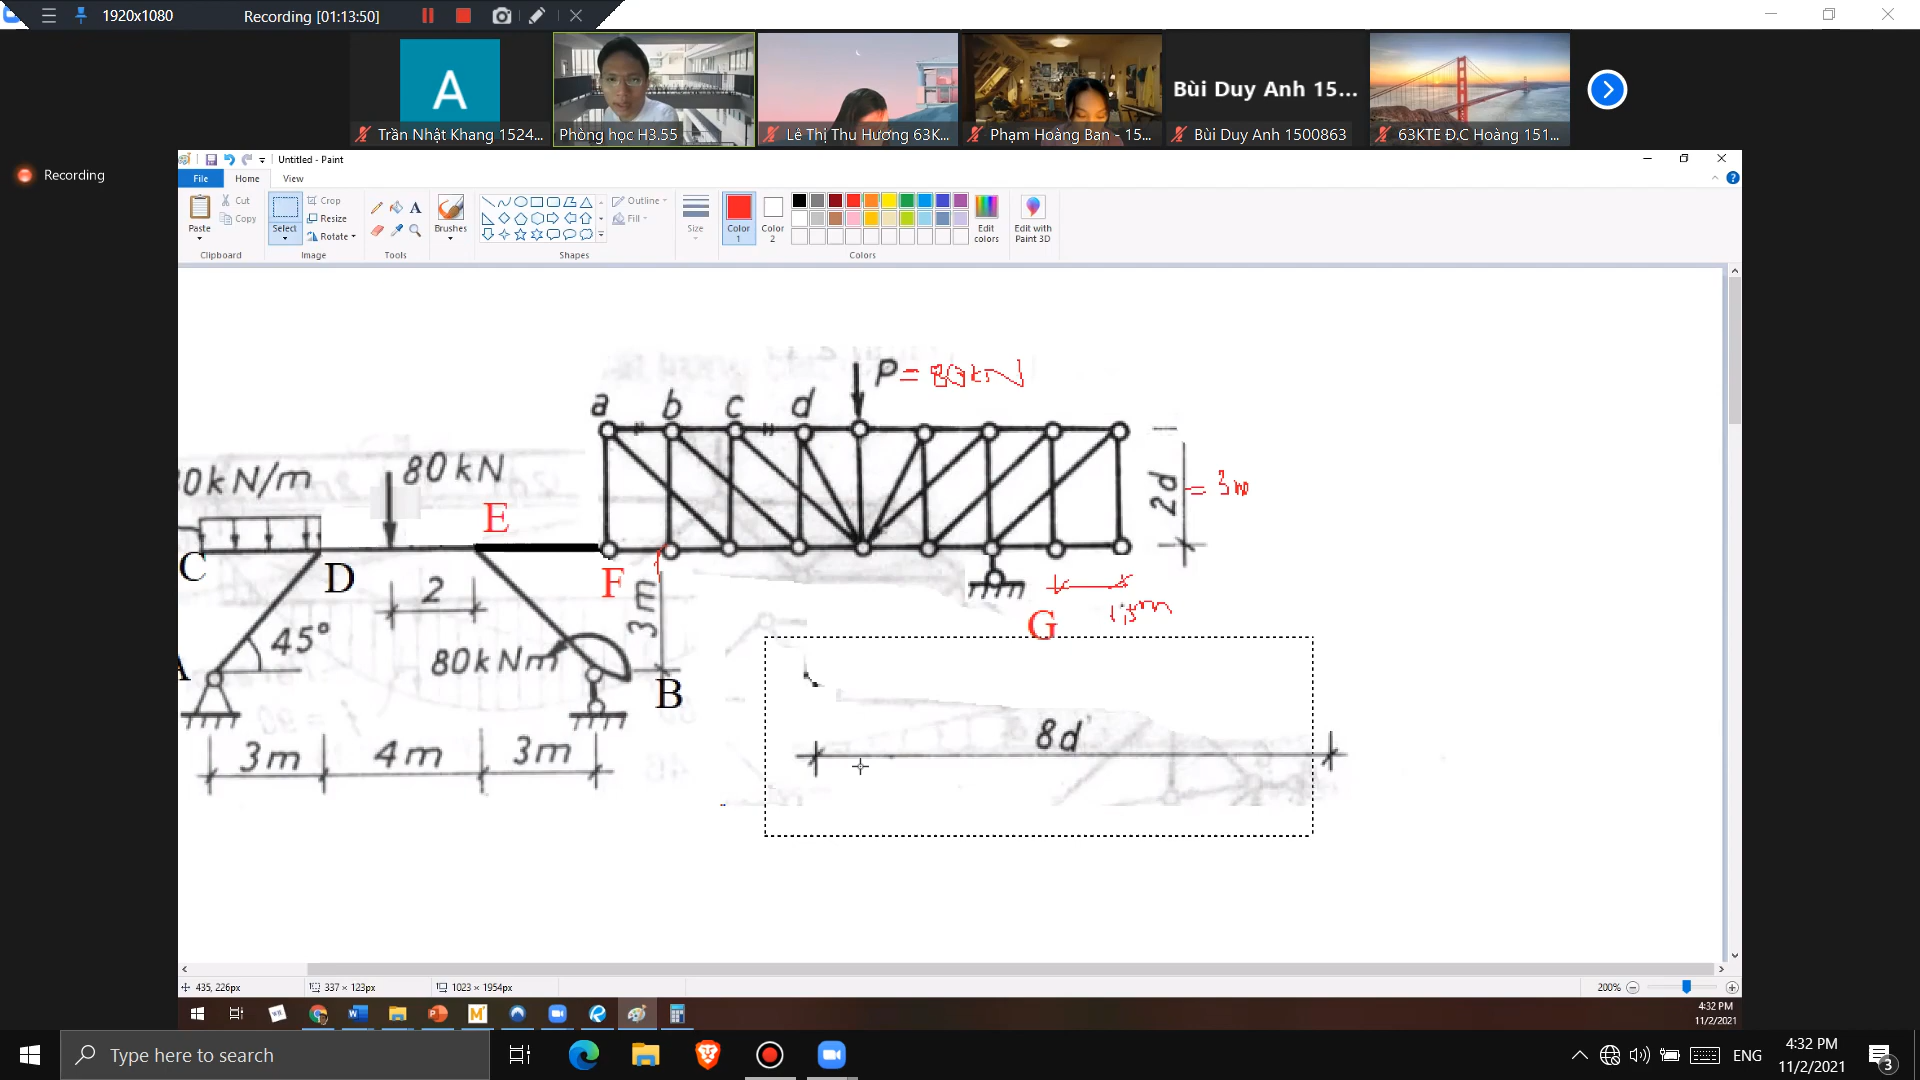 1920x1080
Recording [01:13:50]
A
Trần Nhật Khang 1524...
Phòng học H3.55
Lê Thị Thu Hương 63K...
Phạm Hoàng Ban - 15...
Bùi Duy Anh 15...
Bùi Duy Anh 1500863
63KTE Đ.C Hoàng 151...
Recording
Untitled - Paint
File
Home
View
Paste
Cut
Copy
Clipboard
Select
Crop
Resize
Rotate
Image
Tools
Brushes
Shapes
Outline
Fill
Size
Color 1
Color 2
Colors
Edit colors
Edit with Paint 3D
P = 80kN
a b c d
0kN/m
80kN
E
2d = 3m
C
D
F
2
3m
45°
80kNm
G
1,5m
A
B
8d
3m 4m 3m
435, 226px
337 × 123px
1023 × 1954px
200%
4:32 PM
11/2/2021
Type here to search
ENG
4:32 PM
11/2/2021
3